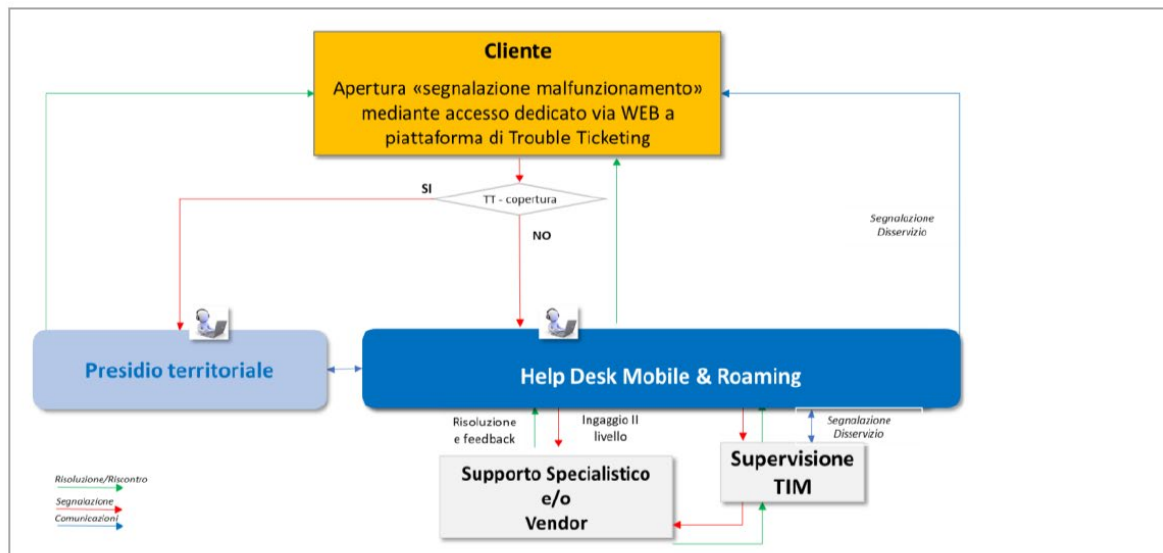 Cliente
Apertura «segnalazione malfunzionamento»
mediante accesso dedicato via WEB a
piattaforma di Trouble Ticketing
SI
TT - copertura
NO
Segnalazione
Disservizio
Presidio territoriale
Help Desk Mobile & Roaming
Risoluzione
e feedback
Ingaggio II
livello
Segnalazione
Disservizio
Supporto Specialistico
e/o
Vendor
Supervisione
TIM
Risoluzione/Riscontro
Segnalazione
Comunicazioni